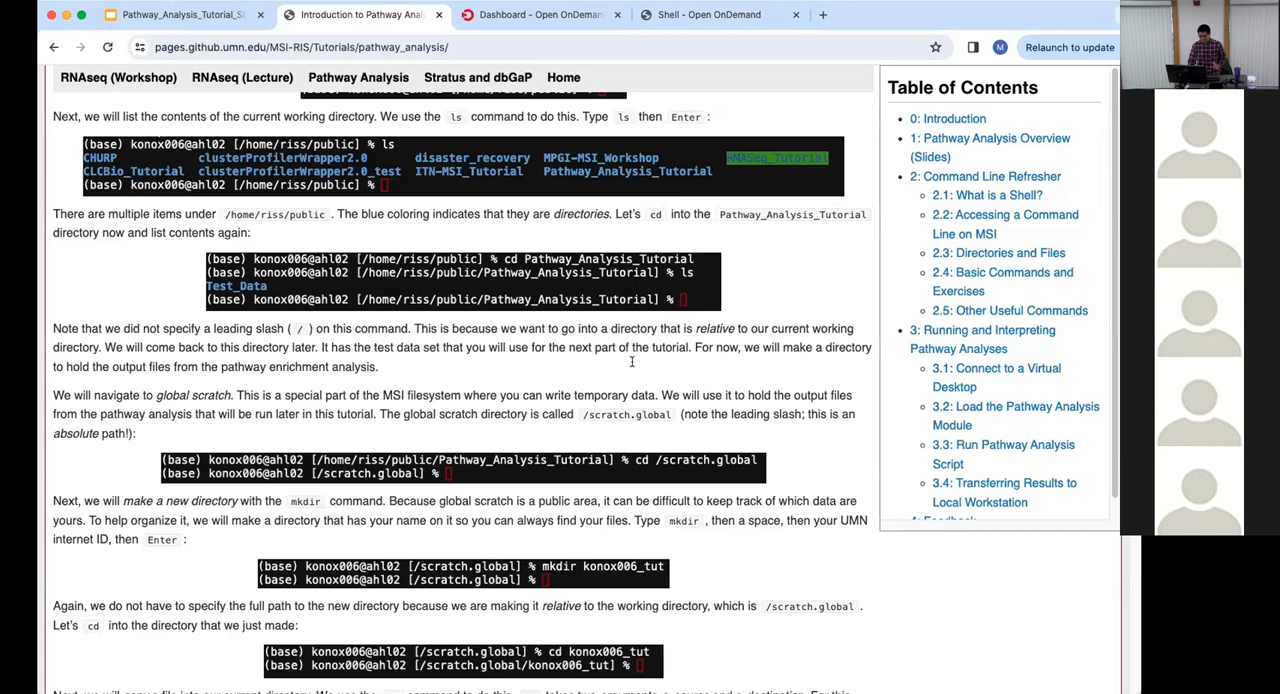 Pathway_Analysis_Tutorial_Si
Introduction to Pathway Anal
Dashboard - Open OnDemand
Shell - Open OnDemand
pages.github.umn.edu/MSI-RIS/Tutorials/pathway_analysis/
M
Relaunch to update
RNAseq (Workshop) RNAseq (Lecture) Pathway Analysis Stratus and dbGaP Home
Next, we will list the contents of the current working directory. We use the ls command to do this. Type ls then Enter :
(base) konox006@ahl02 [/home/riss/public] % ls
CHURP clusterProfilerWrapper2.0 disaster_recovery MPGI-MSI_Workshop RNASeq_Tutorial
CLCBio_Tutorial clusterProfilerWrapper2.0_test ITN-MSI_Tutorial Pathway_Analysis_Tutorial
(base) konox006@ahl02 [/home/riss/public] %
There are multiple items under /home/riss/public . The blue coloring indicates that they are directories. Let's cd into the Pathway_Analysis_Tutorial
directory now and list contents again:
(base) konox006@ahl02 [/home/riss/public] % cd Pathway_Analysis_Tutorial
(base) konox006@ahl02 [/home/riss/public/Pathway_Analysis_Tutorial] % ls
Test_Data
(base) konox006@ahl02 [/home/riss/public/Pathway_Analysis_Tutorial] %
Note that we did not specify a leading slash ( / ) on this command. This is because we want to go into a directory that is relative to our current working
directory. We will come back to this directory later. It has the test data set that you will use for the next part of the tutorial. For now, we will make a directory
to hold the output files from the pathway enrichment analysis.
We will navigate to global scratch. This is a special part of the MSI filesystem where you can write temporary data. We will use it to hold the output files
from the pathway analysis that will be run later in this tutorial. The global scratch directory is called /scratch.global (note the leading slash; this is an
absolute path!):
(base) konox006@ahl02 [/home/riss/public/Pathway_Analysis_Tutorial] % cd /scratch.global
(base) konox006@ahl02 [/scratch.global] %
Next, we will make a new directory with the mkdir command. Because global scratch is a public area, it can be difficult to keep track of which data are
yours. To help organize it, we will make a directory that has your name on it so you can always find your files. Type mkdir , then a space, then your UMN
internet ID, then Enter :
(base) konox006@ahl02 [/scratch.global] % mkdir konox006_tut
(base) konox006@ahl02 [/scratch.global] %
Again, we do not have to specify the full path to the new directory because we are making it relative to the working directory, which is /scratch.global .
Let's cd into the directory that we just made:
(base) konox006@ahl02 [/scratch.global] % cd konox006_tut
(base) konox006@ahl02 [/scratch.global/konox006_tut] %
Table of Contents
0: Introduction
1: Pathway Analysis Overview
(Slides)
2: Command Line Refresher
2.1: What is a Shell?
2.2: Accessing a Command
Line on MSI
2.3: Directories and Files
2.4: Basic Commands and
Exercises
2.5: Other Useful Commands
3: Running and Interpreting
Pathway Analyses
3.1: Connect to a Virtual
Desktop
3.2: Load the Pathway Analysis
Module
3.3: Run Pathway Analysis
Script
3.4: Transferring Results to
Local Workstation